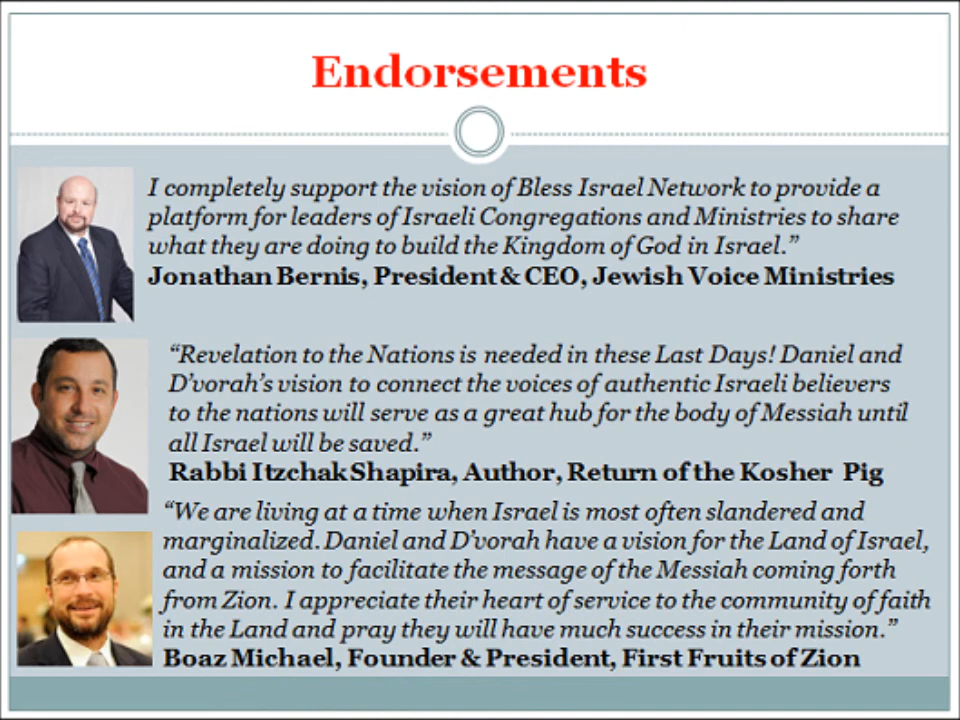 Endorsements
I completely support the vision of Bless Israel Network to provide a
platform for leaders of Israeli Congregations and Ministries to share
what they are doing to build the Kingdom of God in Israel.”
Jonathan Bernis, President & CEO, Jewish Voice Ministries
“Revelation to the Nations is needed in these Last Days! Daniel and
D’vorah’s vision to connect the voices of authentic Israeli believers
to the nations will serve as a great hub for the body of Messiah until
all Israel will be saved.”
Rabbi Itzchak Shapira, Author, Return of the Kosher Pig
“We are living at a time when Israel is most often slandered and
marginalized. Daniel and D’vorah have a vision for the Land of Israel,
and a mission to facilitate the message of the Messiah coming forth
from Zion. I appreciate their heart of service to the community of faith
in the Land and pray they will have much success in their mission.”
Boaz Michael, Founder & President, First Fruits of Zion